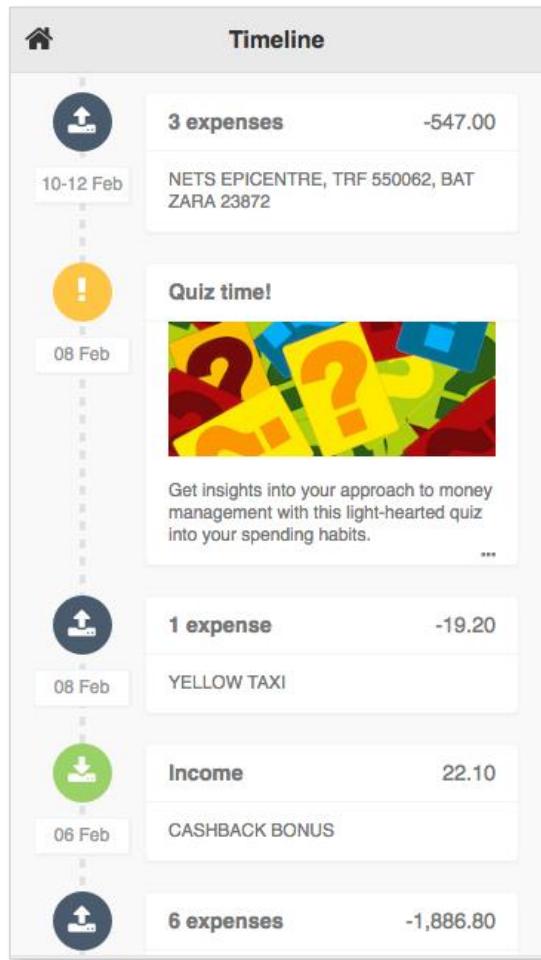 Timeline
3 expenses -547.00
10-12 Feb
NETS EPICENTRE, TRF 550062, BAT
ZARA 23872
Quiz time!
08 Feb
Get insights into your approach to money
management with this light-hearted quiz
into your spending habits.
...
1 expense -19.20
08 Feb
YELLOW TAXI
Income 22.10
06 Feb
CASHBACK BONUS
6 expenses -1,886.80